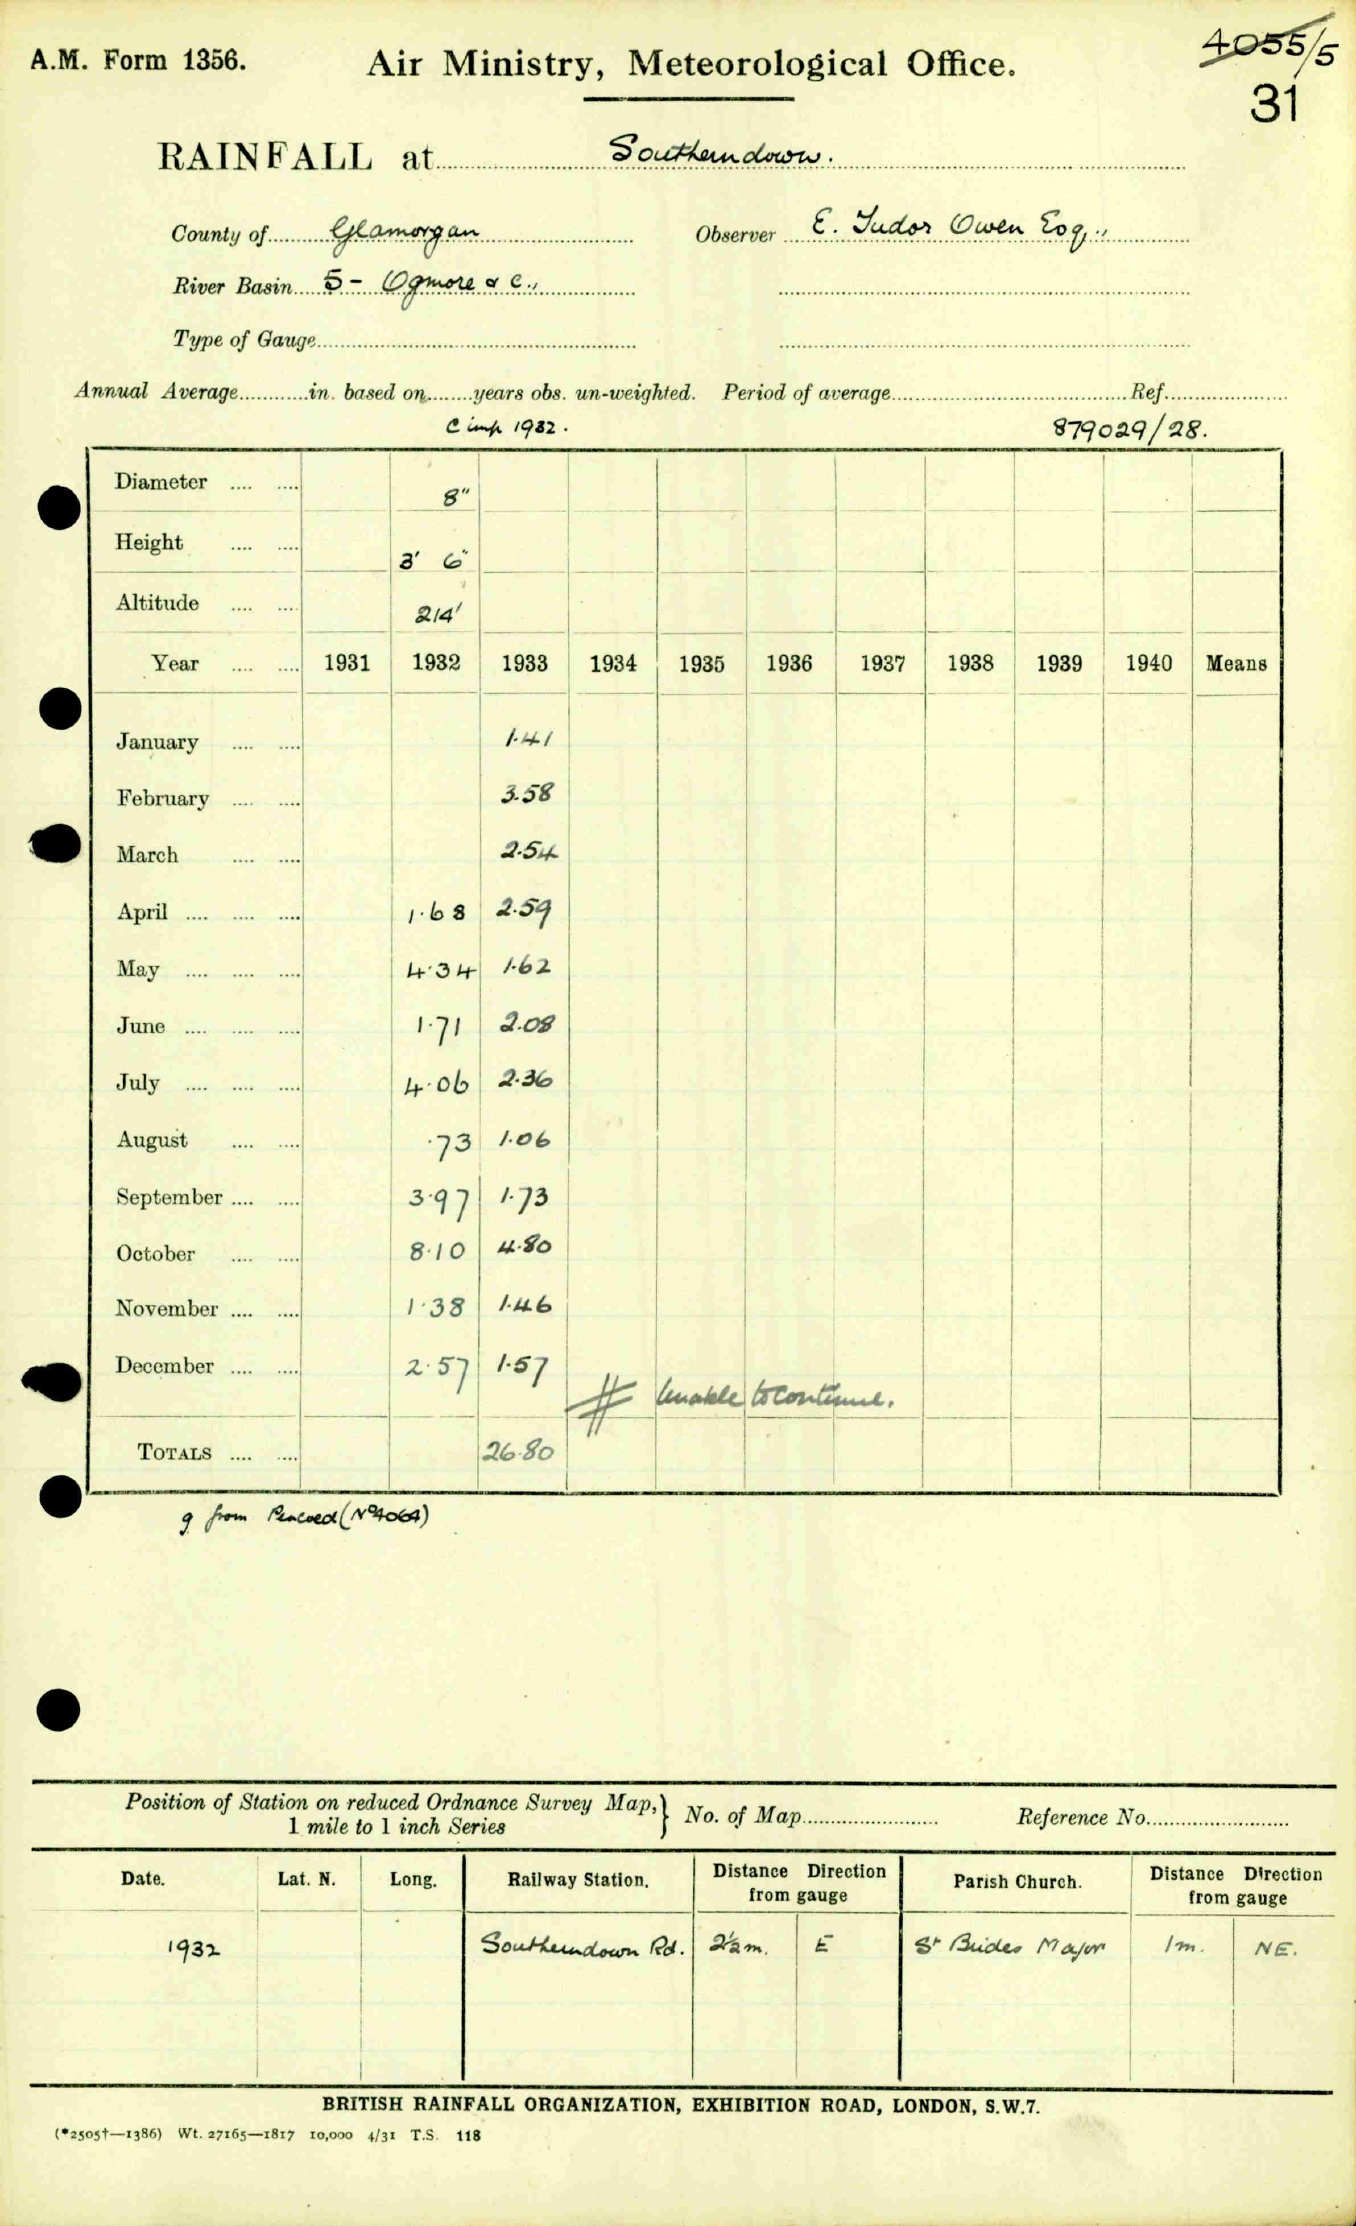 A.M. Form 1356.
Air Ministry, Meteorological Office.
4055/5
31
RAINFALL at Southerndown.
County of Glamorgan Observer E. Tudor Owen Esq.,
River Basin 5 - Ogmore & c.,
Type of Gauge
Annual Average in. based on years obs. un-weighted. Period of average Ref.
C imp 1932. 879029/28.
Diameter 8"
Height 3' 6"
Altitude 214'
Year 1931 1932 1933 1934 1935 1936 1937 1938 1939 1940 Means
January 1.41
February 3.58
March 2.54
April 1.68 2.59
May 4.34 1.62
June 1.71 2.08
July 4.06 2.36
August .73 1.06
September 3.97 1.73
October 8.10 4.80
November 1.38 1.46
December 2.57 1.57
# Unable to continue.
TOTALS 26.80
g from Pencoed (No 4064)
Position of Station on reduced Ordnance Survey Map, } No. of Map Reference No.
1 mile to 1 inch Series
Date. Lat. N. Long. Railway Station. Distance Direction from gauge Parish Church. Distance Direction from gauge
1932 Southerndown Rd. 2½m. E St Brides Major 1m. NE.
BRITISH RAINFALL ORGANIZATION, EXHIBITION ROAD, LONDON, S.W.7.
(*2505†—1386) Wt. 27165—1817 10,000 4/31 T.S. 118